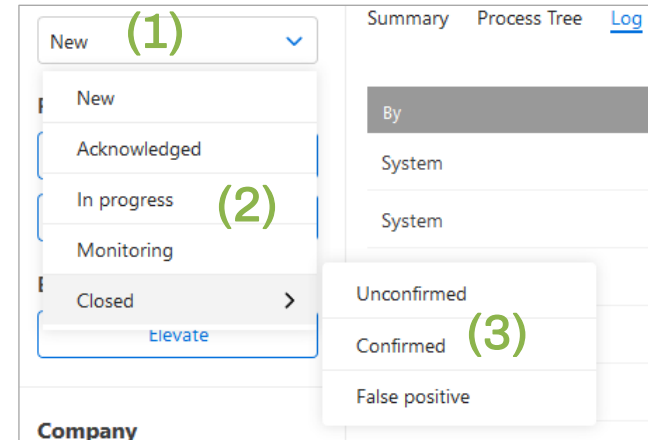 Summary Process Tree Log
New (1)
New
By
Acknowledged
System
In progress (2)
System
Monitoring
Closed
Unconfirmed
Elevate
Confirmed (3)
False positive
Company